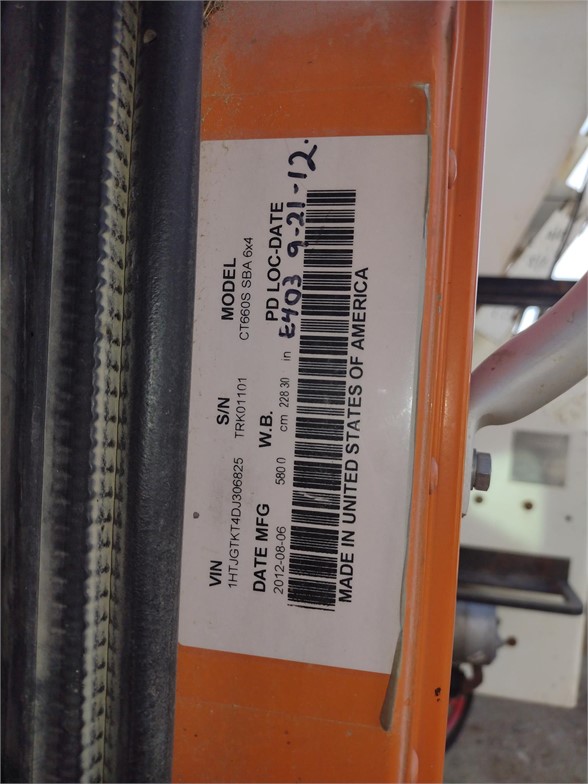 VIN S/N MODEL
1HTJGTKT4DJ306825 TRK01101 CT660S SBA 6x4
DATE MFG W.B. PD LOC-DATE
2012-08-06 580.0 cm 228.30 in E403 9-21-12.
MADE IN UNITED STATES OF AMERICA